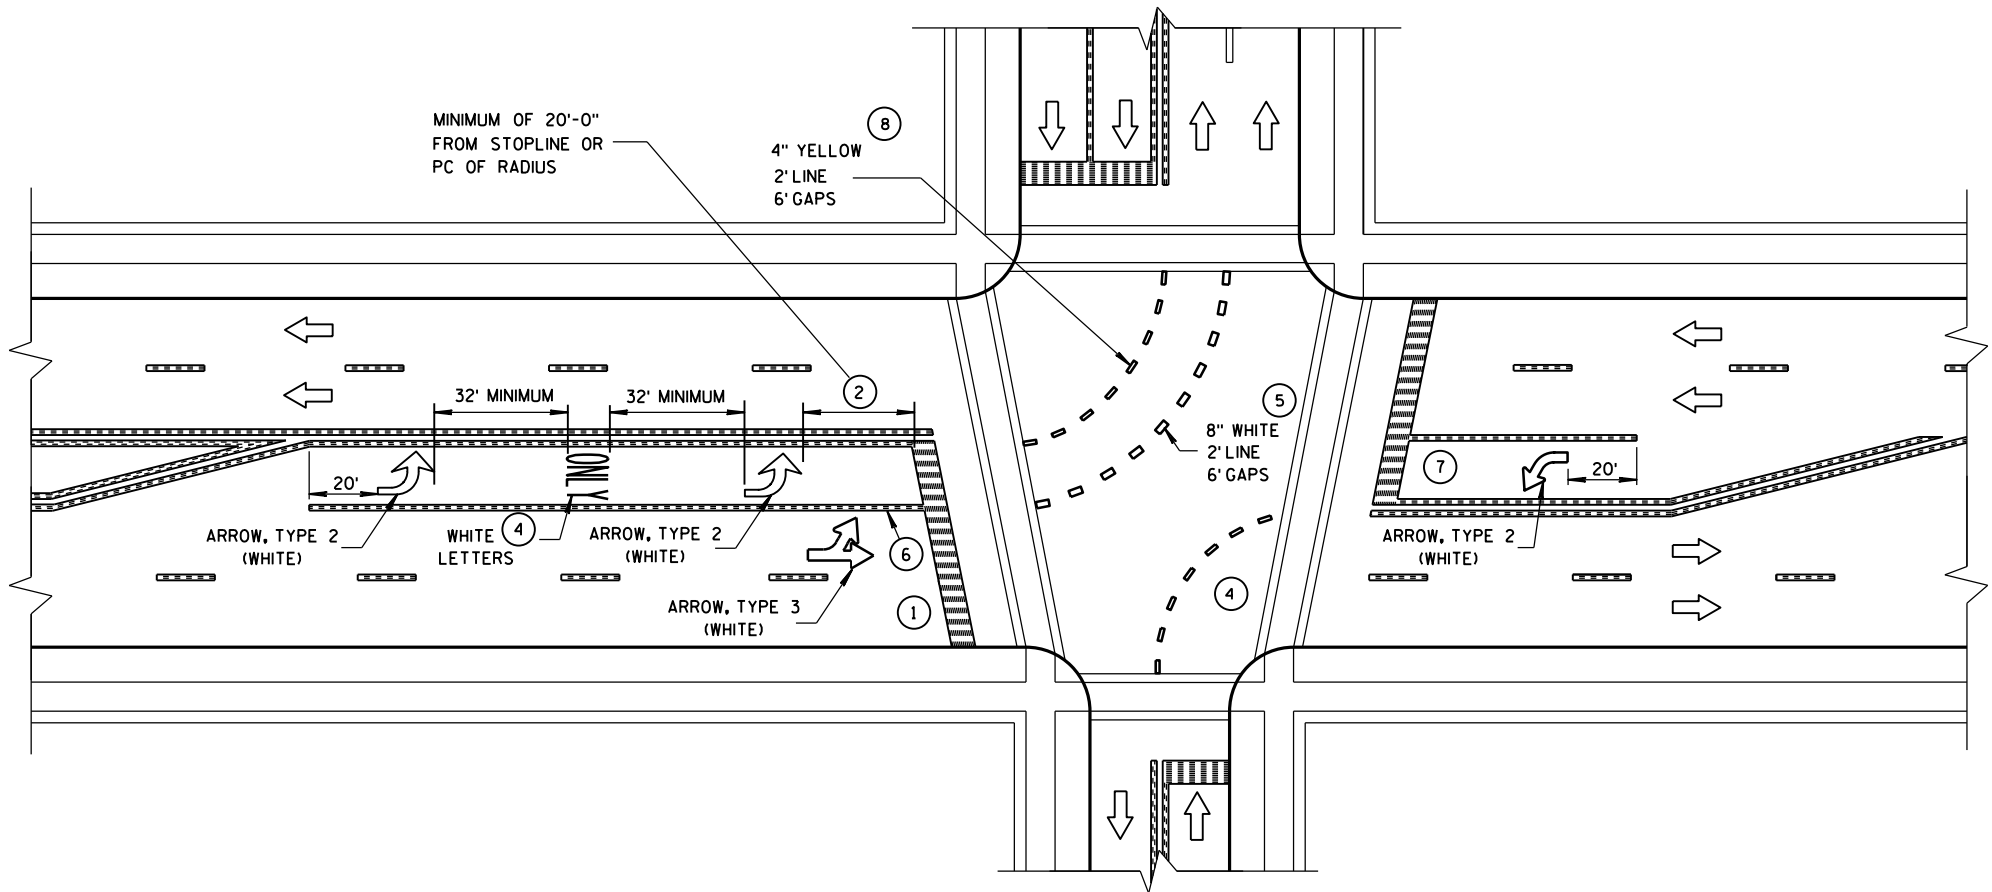 MINIMUM OF 20'-0"
FROM STOPLINE OR
PC OF RADIUS
8
4" YELLOW
2' LINE
6' GAPS
2
32' MINIMUM
32' MINIMUM
5
8" WHITE
2' LINE
6' GAPS
20'
ONLY
7
20'
ARROW, TYPE 2
(WHITE)
WHITE
LETTERS
4
ARROW, TYPE 2
(WHITE)
6
ARROW, TYPE 2
(WHITE)
ARROW, TYPE 3
(WHITE)
1
4